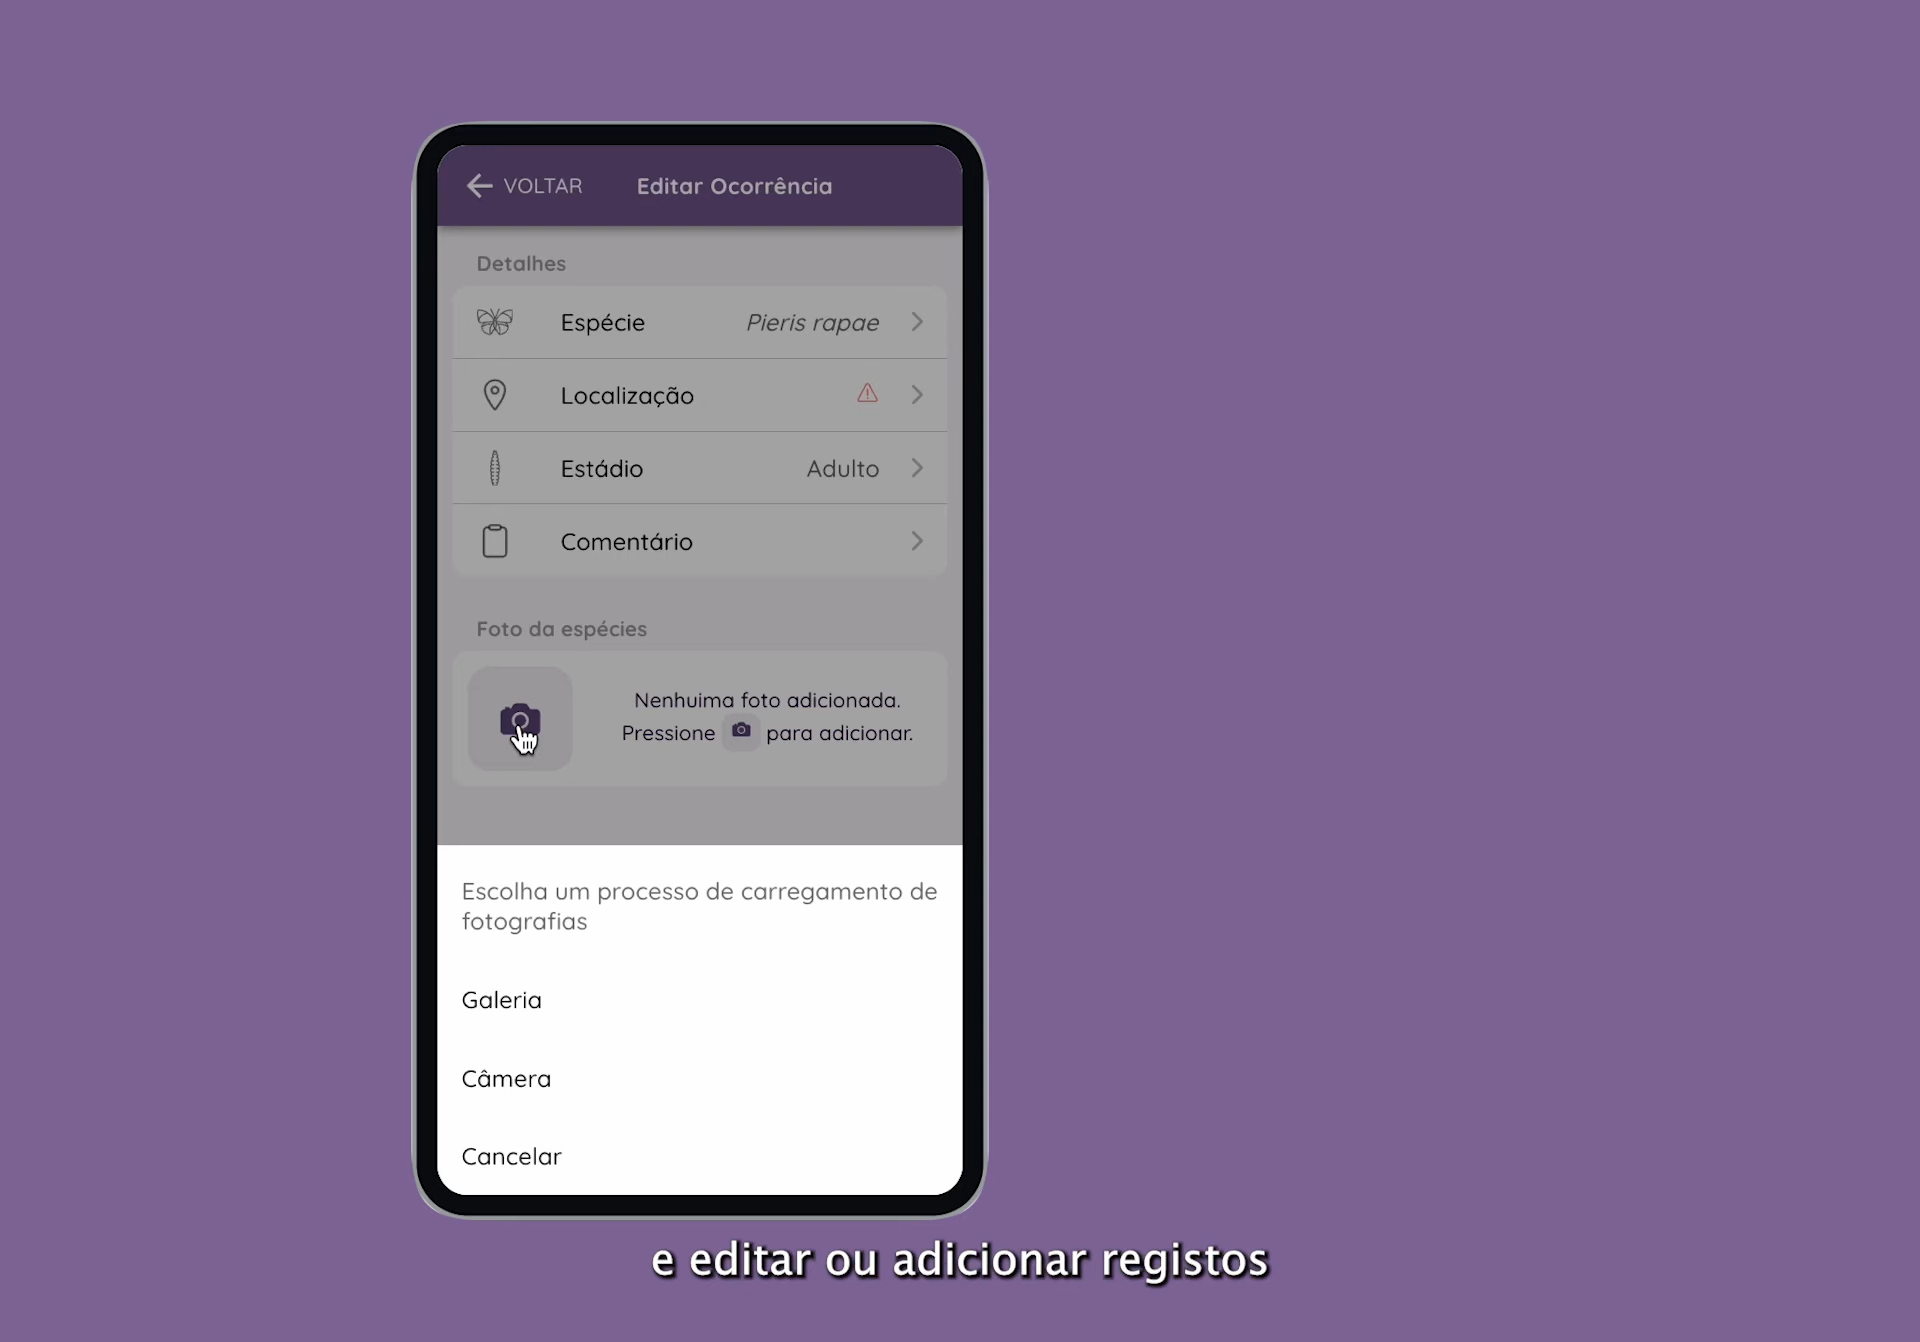 VOLTAR Editar Ocorrência
Detalhes
Espécie Pieris rapae
Localização
Estádio Adulto
Comentário
Foto da espécies
Nenhuima foto adicionada.
Pressione para adicionar.
Escolha um processo de carregamento de
fotografias
Galeria
Câmera
Cancelar
e editar ou adicionar registos